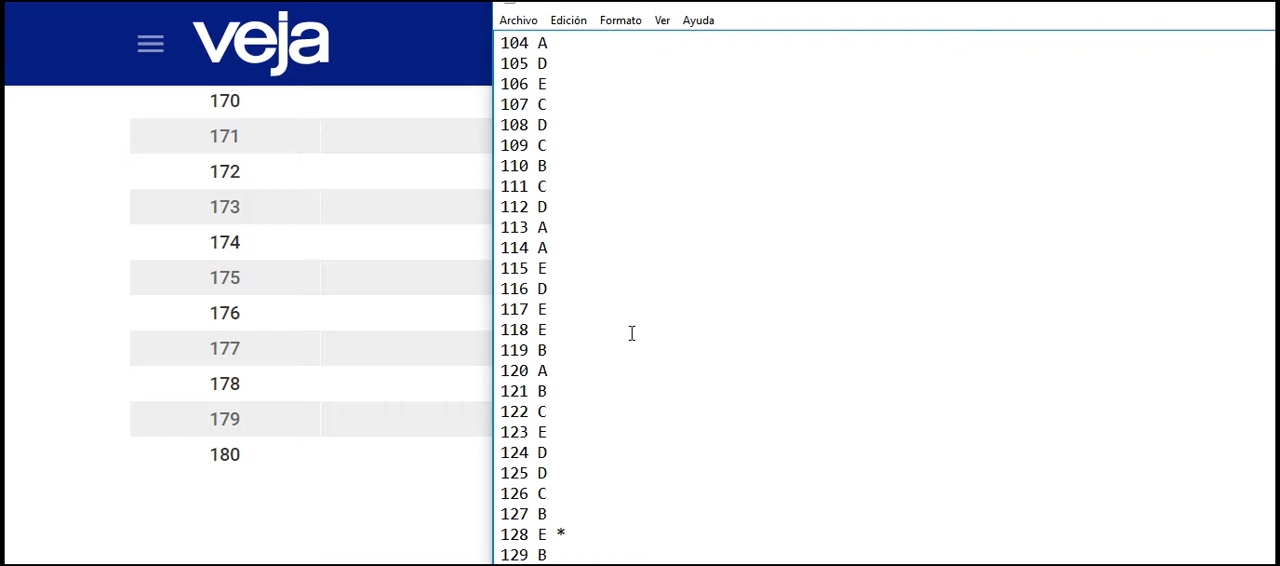 veja
170
171
172
173
174
175
176
177
178
179
180
Archivo Edición Formato Ver Ayuda
104 A
105 D
106 E
107 C
108 D
109 C
110 B
111 C
112 D
113 A
114 A
115 E
116 D
117 E
118 E
119 B
120 A
121 B
122 C
123 E
124 D
125 D
126 C
127 B
128 E *
129 B